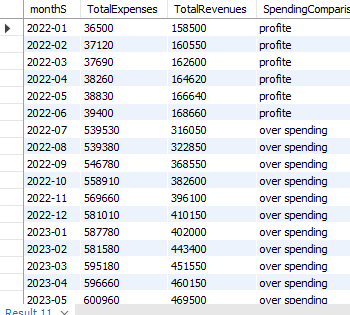 monthS TotalExpenses TotalRevenues SpendingComparis
2022-01 36500 158500 profite
2022-02 37120 160550 profite
2022-03 37690 162600 profite
2022-04 38260 164620 profite
2022-05 38830 166640 profite
2022-06 39400 168660 profite
2022-07 539530 316050 over spending
2022-08 539380 322850 over spending
2022-09 546780 368550 over spending
2022-10 558910 382600 over spending
2022-11 569660 396100 over spending
2022-12 581010 410150 over spending
2023-01 587780 402000 over spending
2023-02 581580 443400 over spending
2023-03 595180 451550 over spending
2023-04 596660 460150 over spending
2023-05 600960 469500 over spending
Result 11